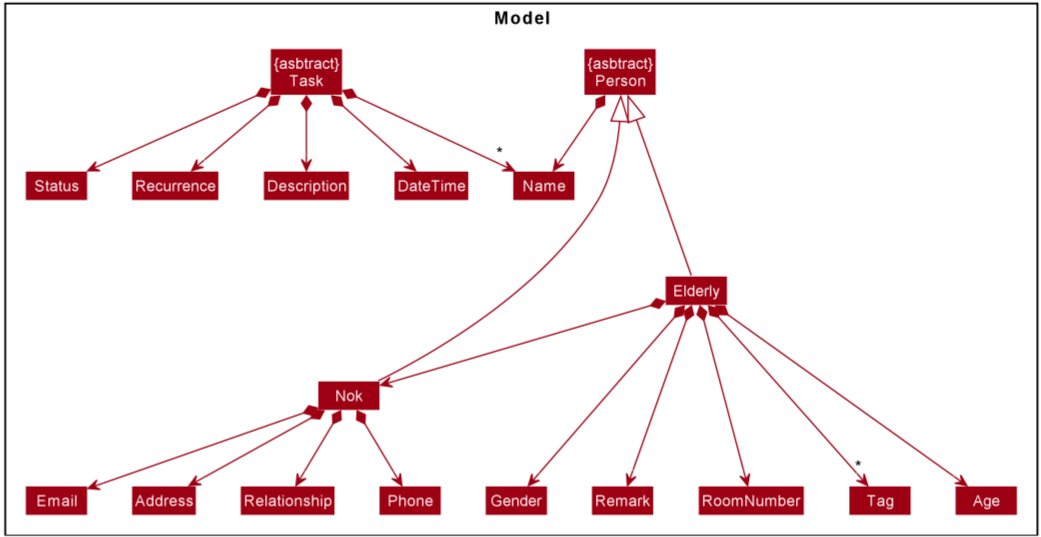 Model
{asbtract}
Task
{asbtract}
Person
*
Status
Recurrence
Description
DateTime
Name
Elderly
Nok
*
Email
Address
Relationship
Phone
Gender
Remark
RoomNumber
Tag
Age